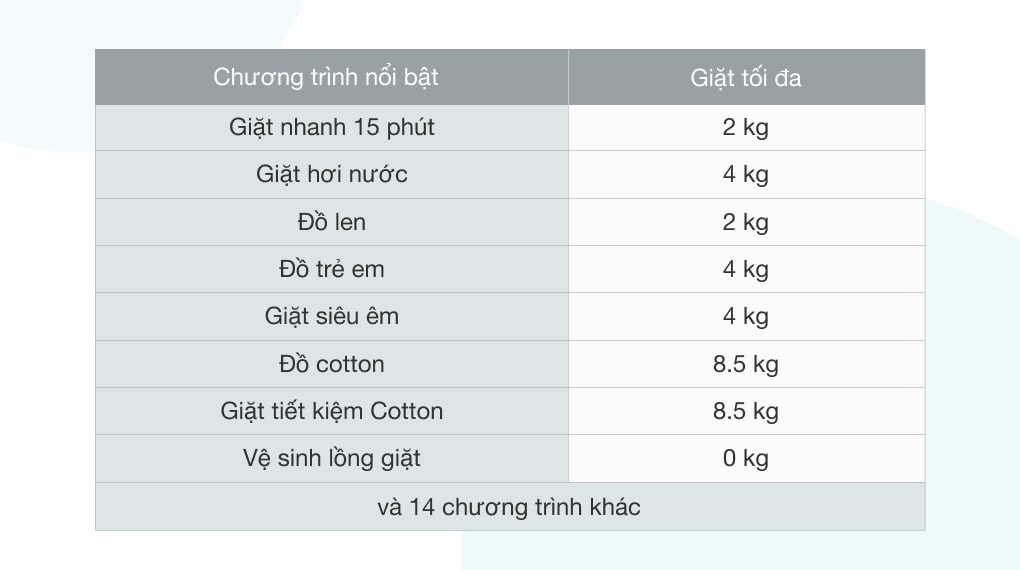 Chương trình nổi bật Giặt tối đa
Giặt nhanh 15 phút 2 kg
Giặt hơi nước 4 kg
Đồ len 2 kg
Đồ trẻ em 4 kg
Giặt siêu êm 4 kg
Đồ cotton 8.5 kg
Giặt tiết kiệm Cotton 8.5 kg
Vệ sinh lồng giặt 0 kg
và 14 chương trình khác